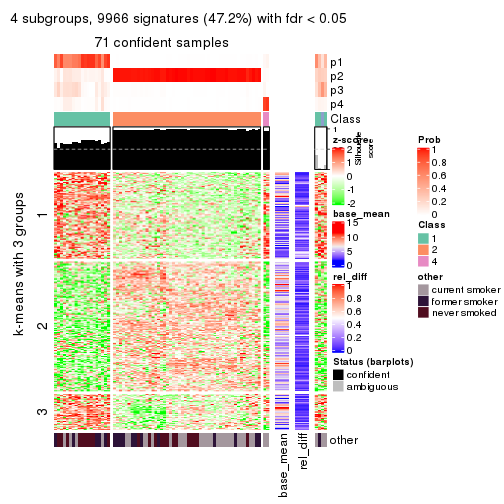 4 subgroups, 9966 signatures (47.2%) with fdr < 0.05
71 confident samples
p1
p2
p3
p4
Class
1
Silhouette
score
z-score
2
1
0
-1
-2
base_mean
15
10
5
0
rel_diff
1
0.8
0.6
0.4
0.2
0
Status (barplots)
confident
ambiguous
Prob
1
0.8
0.6
0.4
0.2
0
Class
1
2
4
other
current smoker
former smoker
never smoked
k-means with 3 groups
1
2
3
base_mean
rel_diff
other